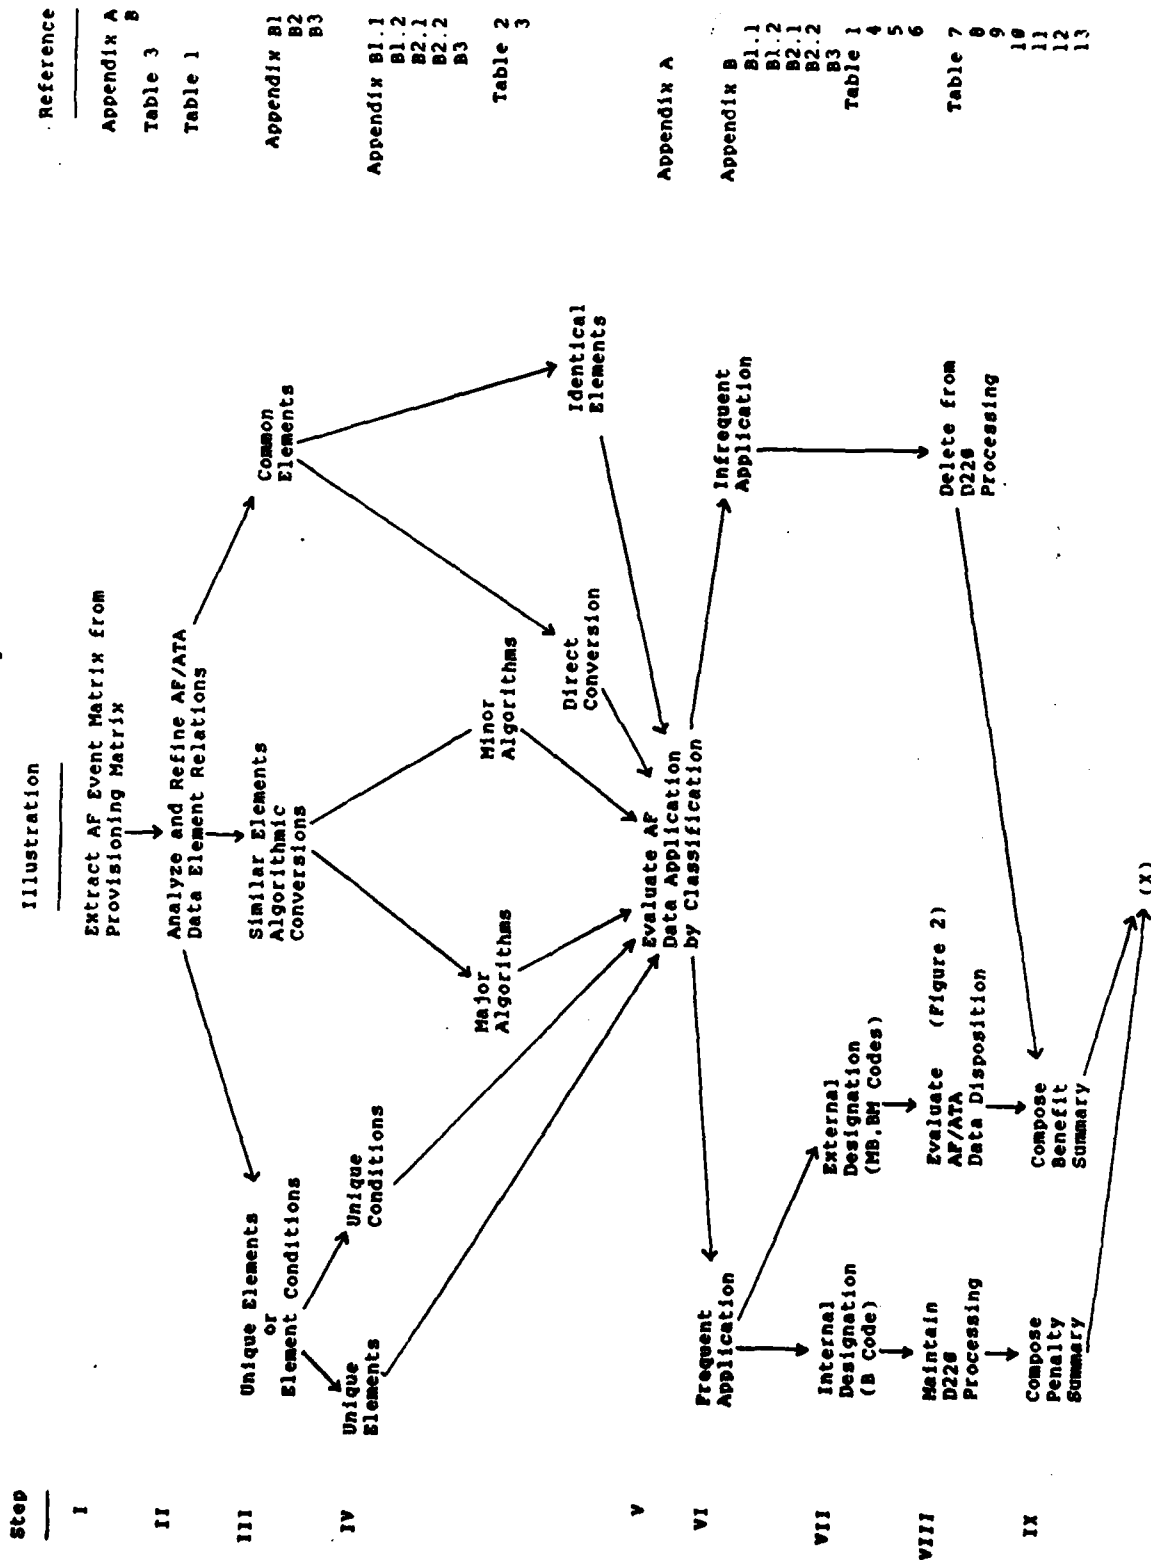 Step
Illustration
Reference
I
Extract AF Event Matrix from
Provisioning Matrix
Appendix A
B
II
Analyze and Refine AF/ATA
Data Element Relations
Table 3
Table 1
III
Unique Elements
or
Element Conditions
Similar Elements
Algorithmic
Conversions
Common
Elements
Appendix B1
B2
B3
IV
Unique
Elements
Unique
Conditions
Major
Algorithms
Minor
Algorithms
Direct
Conversion
Identical
Elements
Appendix B1.1
B1.2
B2.1
B2.2
B3
Table 2
3
V
Evaluate AF
Data Application
by Classification
Appendix A
VI
Frequent
Application
Infrequent
Application
Appendix B
B1.1
B1.2
B2.1
B2.2
B3
VII
Internal
Designation
(B Code)
External
Designation
(MB,BM Codes)
Table 1
4
5
6
VIII
Maintain
D220
Processing
Evaluate (Figure 2)
AF/ATA
Data Disposition
Delete from
D220
Processing
Table 7
8
9
IX
Compose
Penalty
Summary
Compose
Benefit
Summary
10
11
12
13
(X)